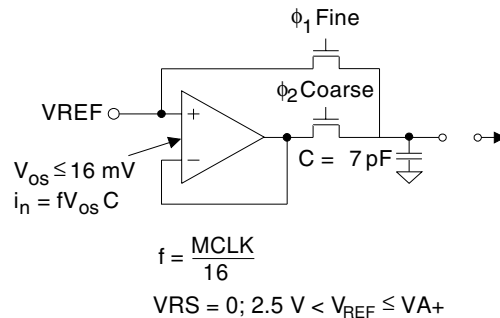 ϕ₁ Fine
VREF
ϕ₂ Coarse
+
−
Vos ≤ 16 mV
in = fVos C
C = 7 pF
f = MCLK
16
VRS = 0; 2.5 V < VREF ≤ VA+